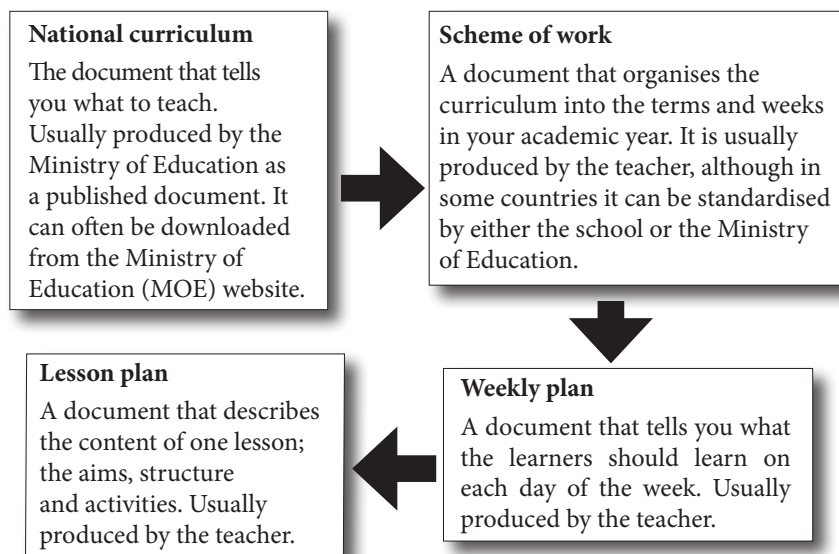 National curriculum
The document that tells
you what to teach.
Usually produced by the
Ministry of Education as
a published document. It
can often be downloaded
from the Ministry of
Education (MOE) website.
Scheme of work
A document that organises the
curriculum into the terms and weeks
in your academic year. It is usually
produced by the teacher, although in
some countries it can be standardised
by either the school or the Ministry
of Education.
Weekly plan
A document that tells you what
the learners should learn on
each day of the week. Usually
produced by the teacher.
Lesson plan
A document that describes
the content of one lesson;
the aims, structure
and activities. Usually
produced by the teacher.